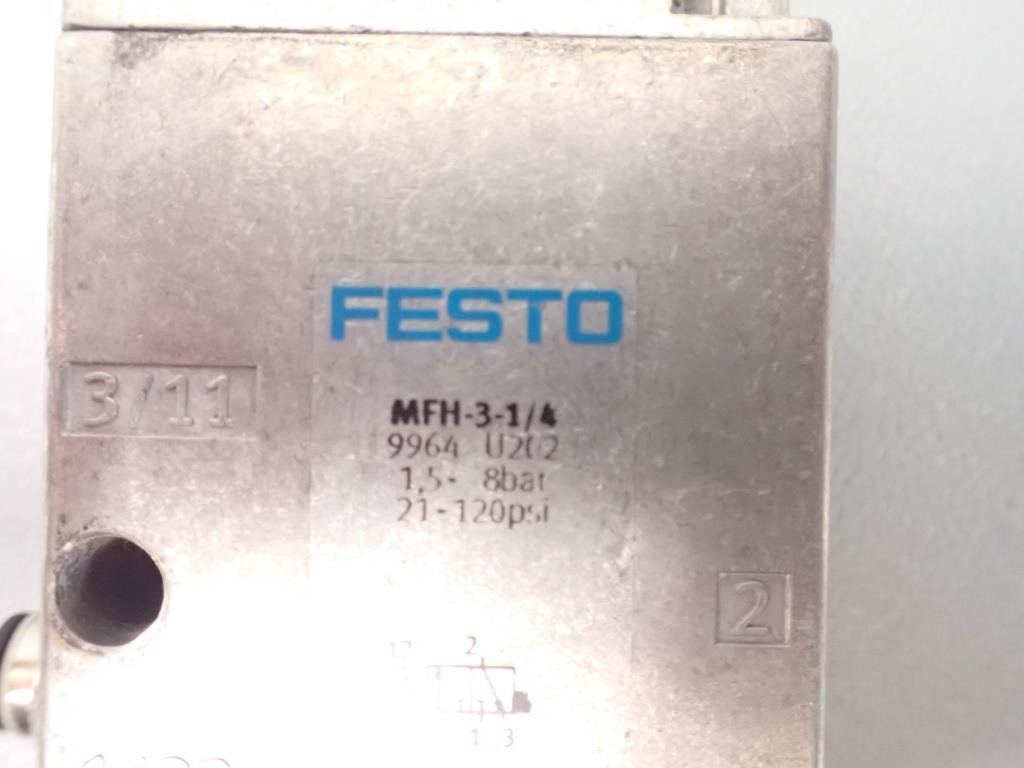 FESTO
3/11
MFH-3-1/4
9964 U202
1,5- 8bar
21-120psi
2
12 2
1 3